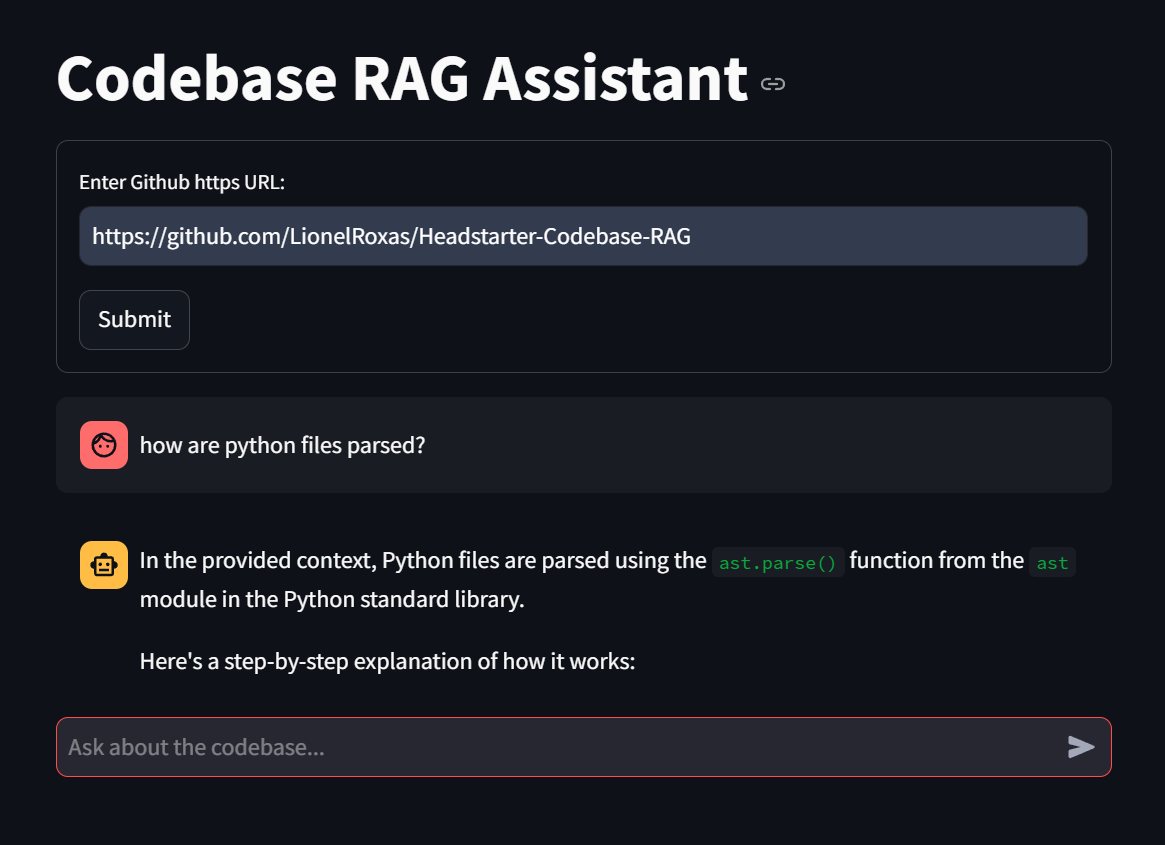 Codebase RAG Assistant
Enter Github https URL:
https://github.com/LionelRoxas/Headstarter-Codebase-RAG
Submit
how are python files parsed?
In the provided context, Python files are parsed using the ast.parse() function from the ast
module in the Python standard library.
Here's a step-by-step explanation of how it works:
Ask about the codebase...